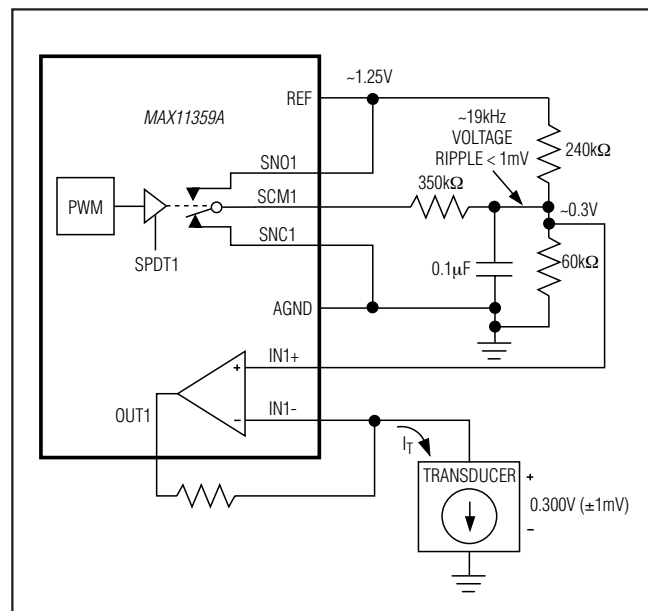 MAX11359A
REF
~1.25V
~19kHz
VOLTAGE
RIPPLE < 1mV
240kΩ
SNO1
350kΩ
PWM
SCM1
~0.3V
SNC1
SPDT1
0.1µF
60kΩ
AGND
IN1+
+
OUT1
IN1-
−
IT
TRANSDUCER
+
0.300V (±1mV)
−